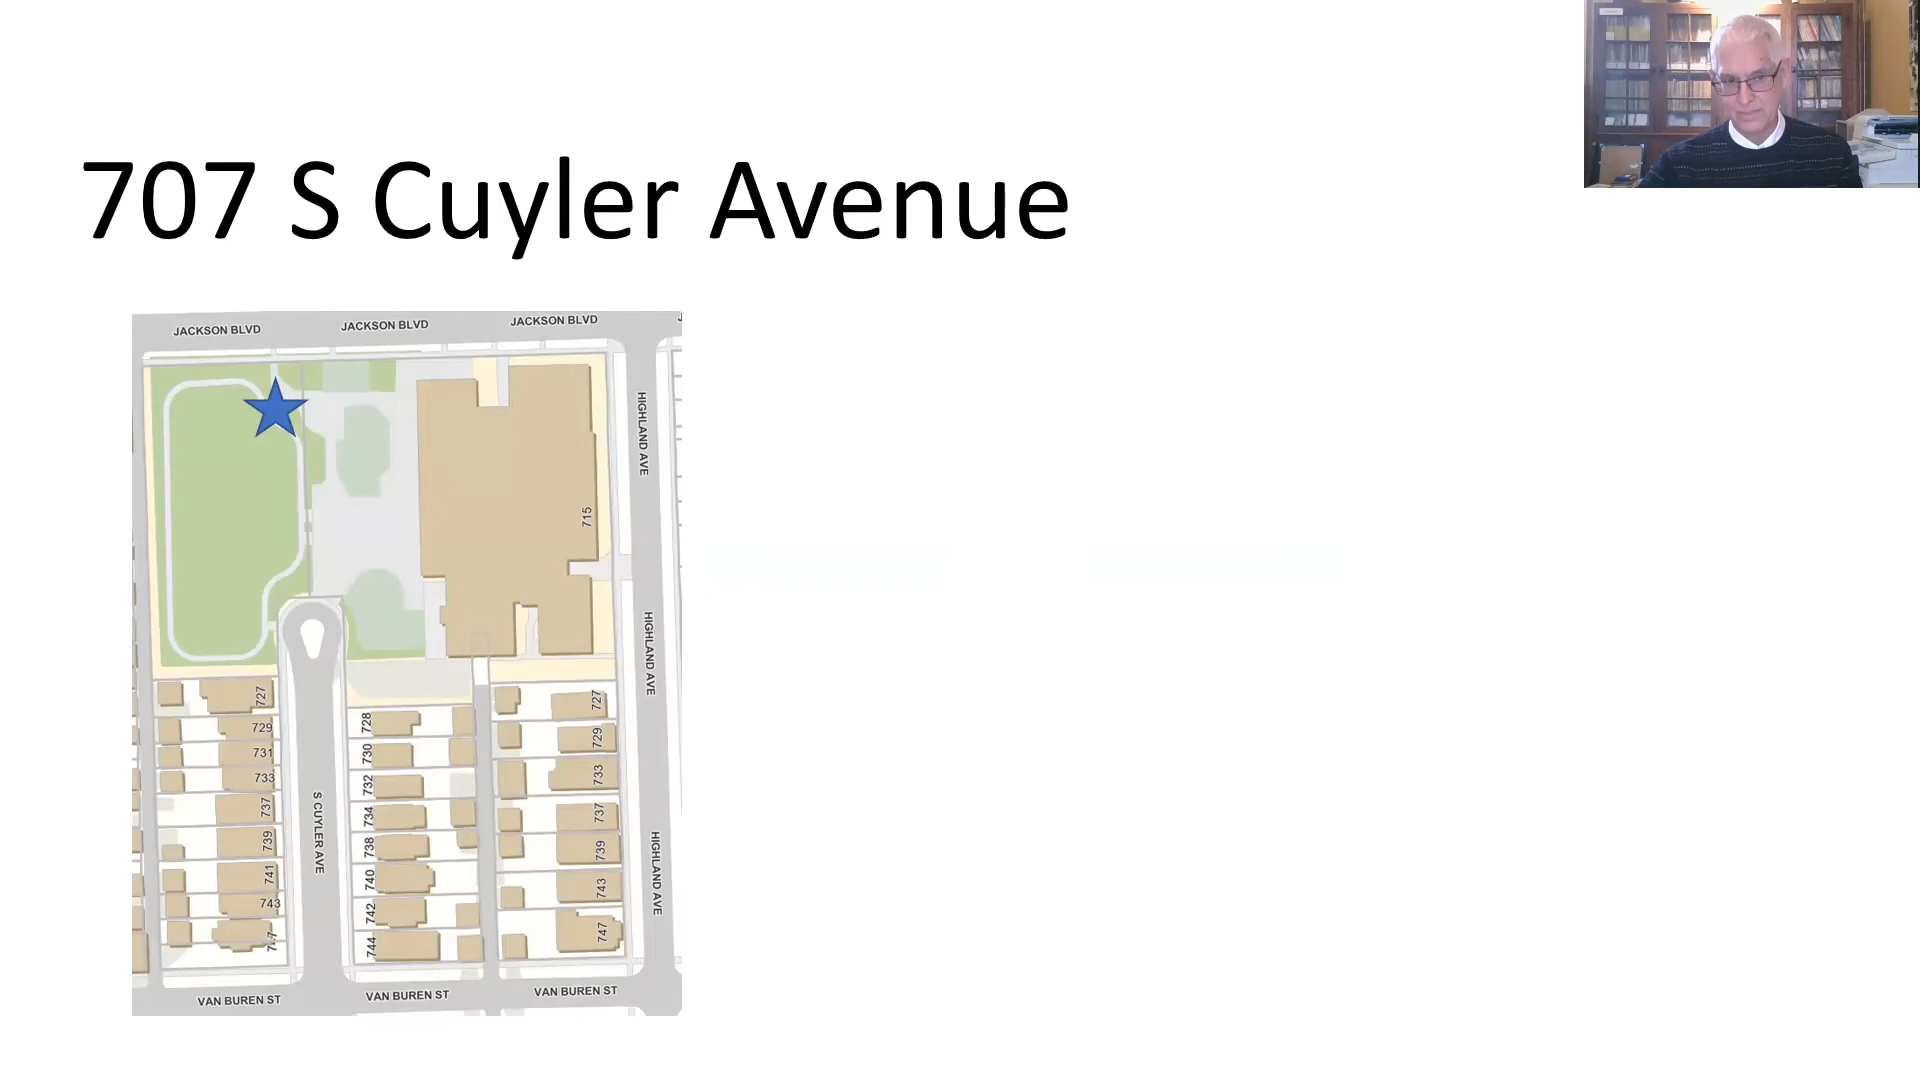 707 S Cuyler Avenue
JACKSON BLVD
JACKSON BLVD
JACKSON BLVD
HIGHLAND AVE
715
HIGHLAND AVE
727
729
731
733
737
739
741
743
S CUYLER AVE
728
730
732
734
738
740
742
744
727
729
733
737
739
743
747
HIGHLAND AVE
VAN BUREN ST
VAN BUREN ST
VAN BUREN ST